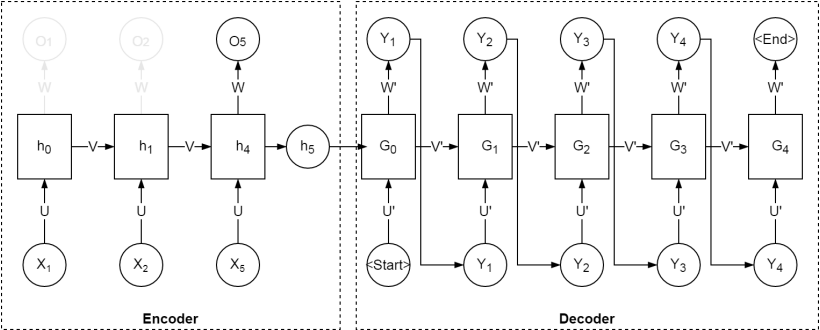 O1 O2 O5 Y1 Y2 Y3 Y4 <End>
W W W W' W' W' W' W'
h0 V h1 V h4 h5 G0 V' G1 V' G2 V' G3 V' G4
U U U U' U' U' U' U'
X1 X2 X5 <Start> Y1 Y2 Y3 Y4
Encoder Decoder